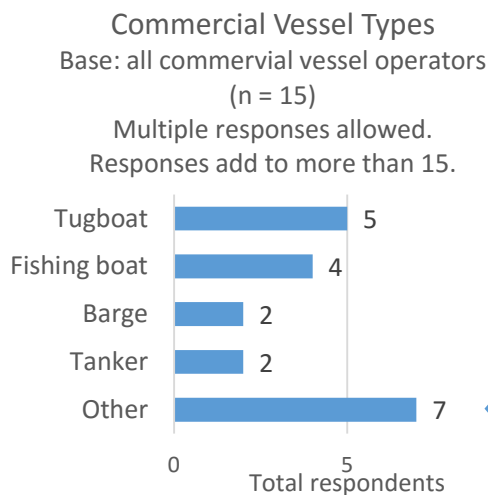 Commercial Vessel Types
Base: all commervial vessel operators
(n = 15)
Multiple responses allowed.
Responses add to more than 15.
Tugboat 5
Fishing boat 4
Barge 2
Tanker 2
Other 7
0 5
Total respondents